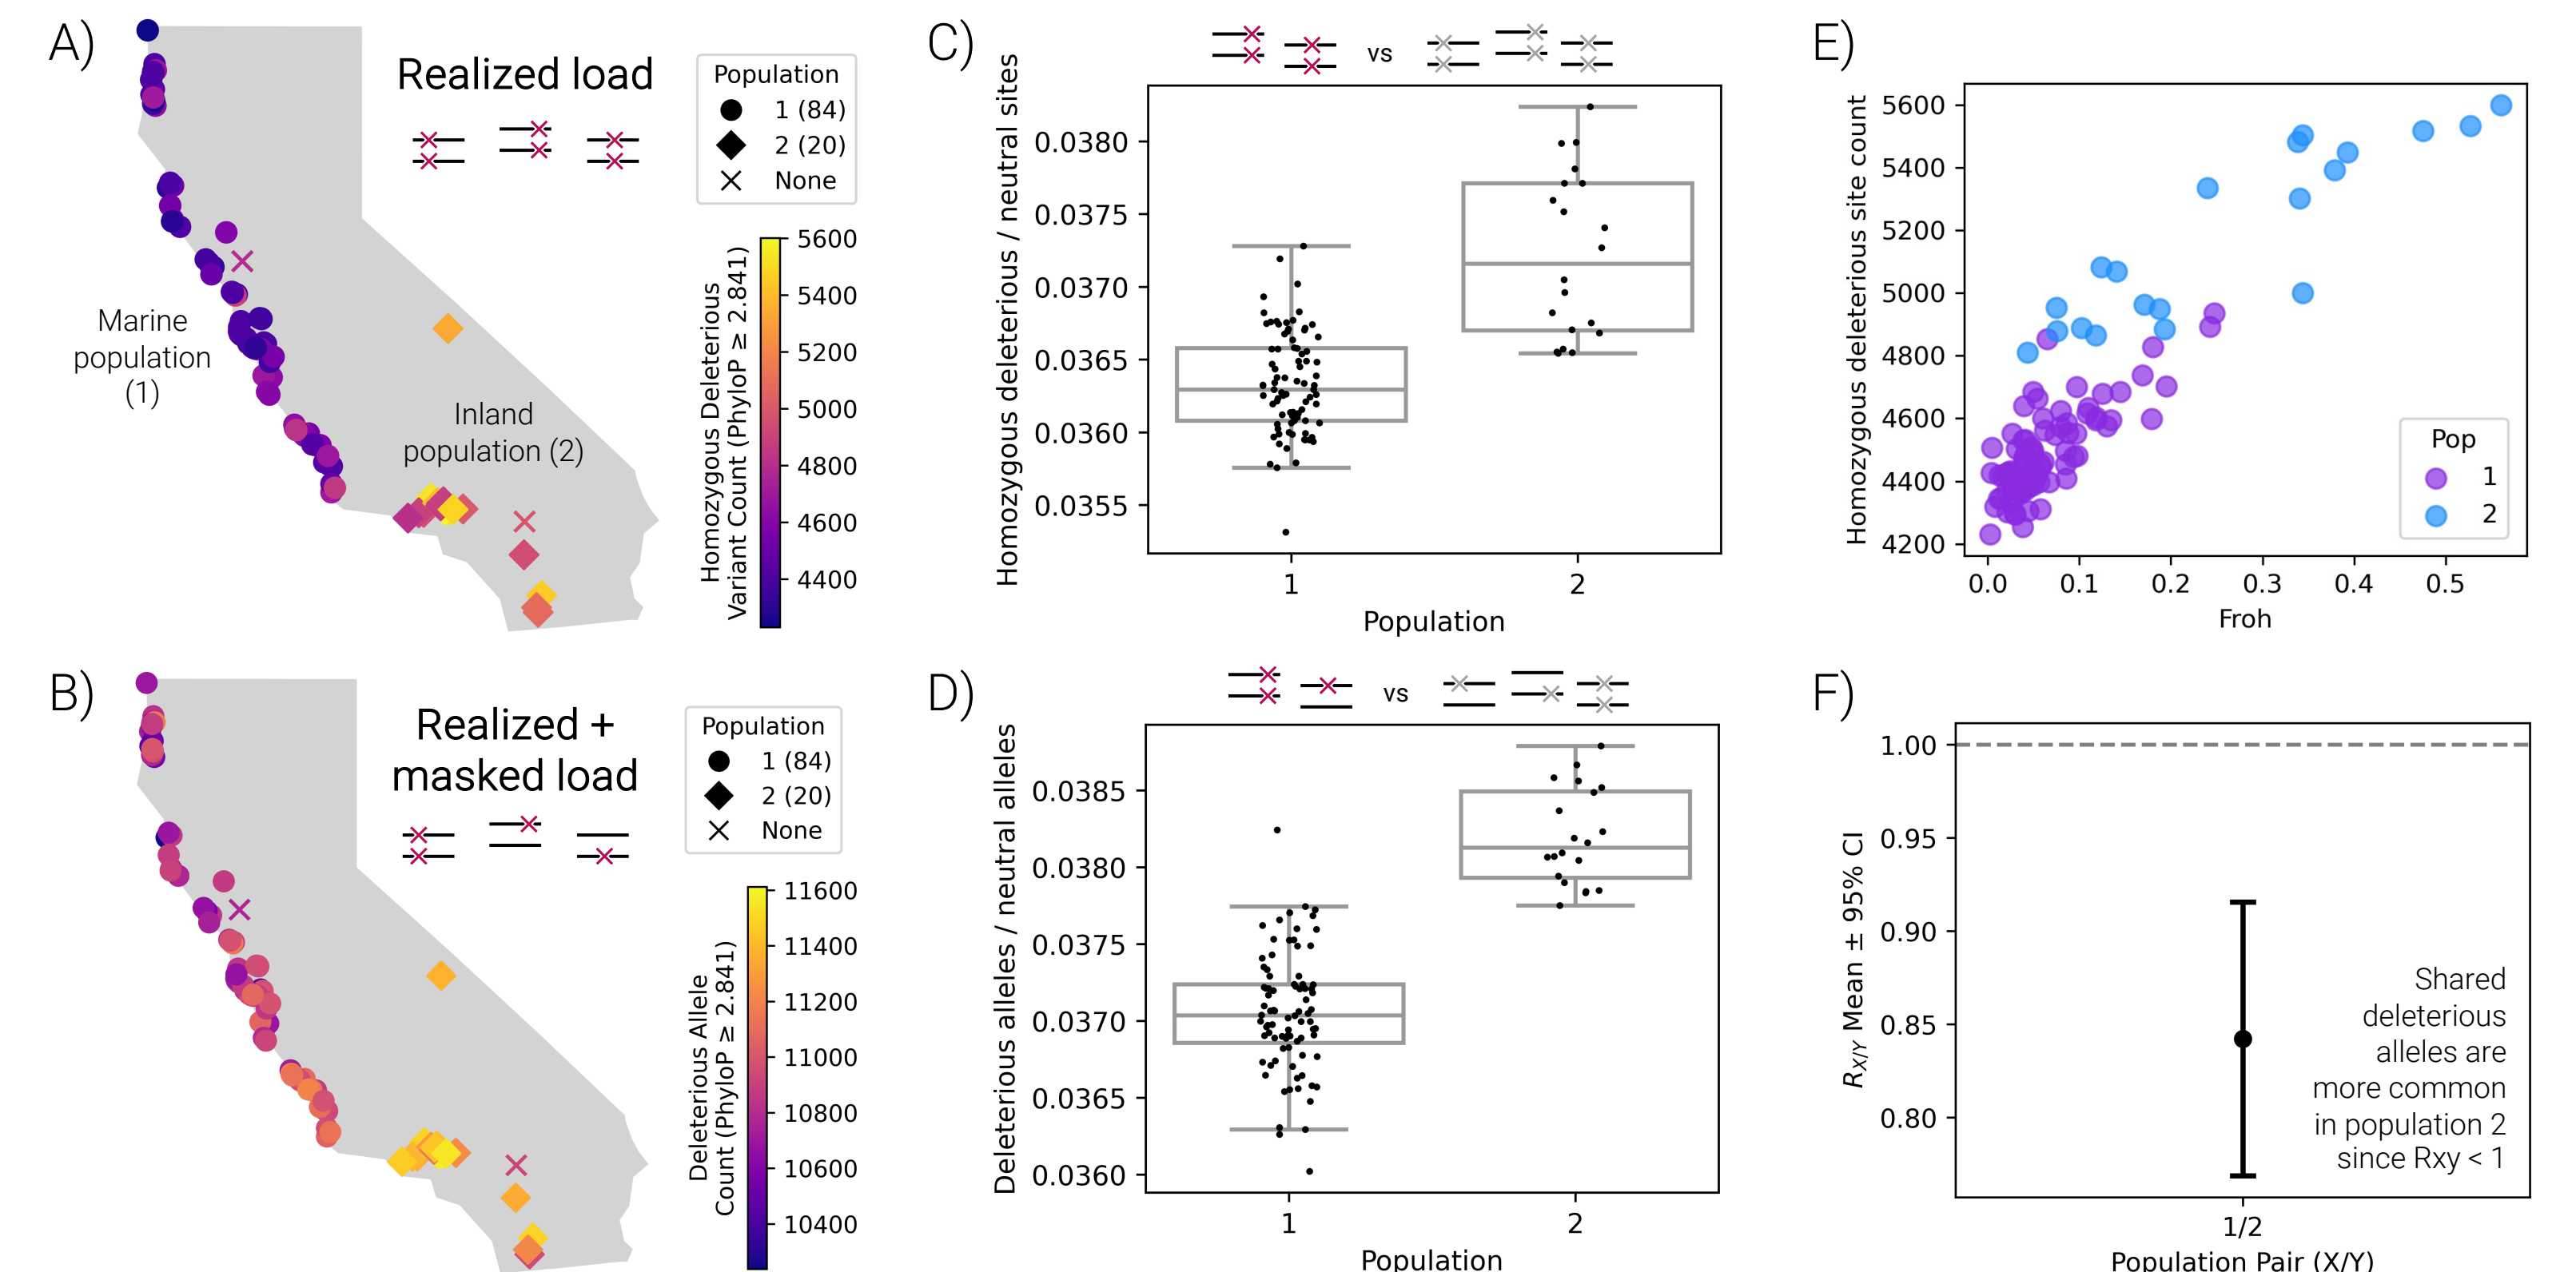 A)
Realized load
Population
1 (84)
2 (20)
None
Marine
population
(1)
Inland
population (2)
Homozygous Deleterious
Variant Count (PhyloP ≥ 2.841)
5600
5400
5200
5000
4800
4600
4400
B)
Realized +
masked load
Population
1 (84)
2 (20)
None
Deleterious Allele
Count (PhyloP ≥ 2.841)
11600
11400
11200
11000
10800
10600
10400
C)
vs
Homozygous deleterious / neutral sites
0.0380
0.0375
0.0370
0.0365
0.0360
0.0355
1
2
Population
D)
vs
Deleterious alleles / neutral alleles
0.0385
0.0380
0.0375
0.0370
0.0365
0.0360
1
2
Population
E)
Homozygous deleterious site count
5600
5400
5200
5000
4800
4600
4400
4200
Pop
1
2
0.0 0.1 0.2 0.3 0.4 0.5
Froh
F)
RX/Y Mean ± 95% CI
1.00
0.95
0.90
0.85
0.80
Shared
deleterious
alleles are
more common
in population 2
since Rxy < 1
1/2
Population Pair (X/Y)